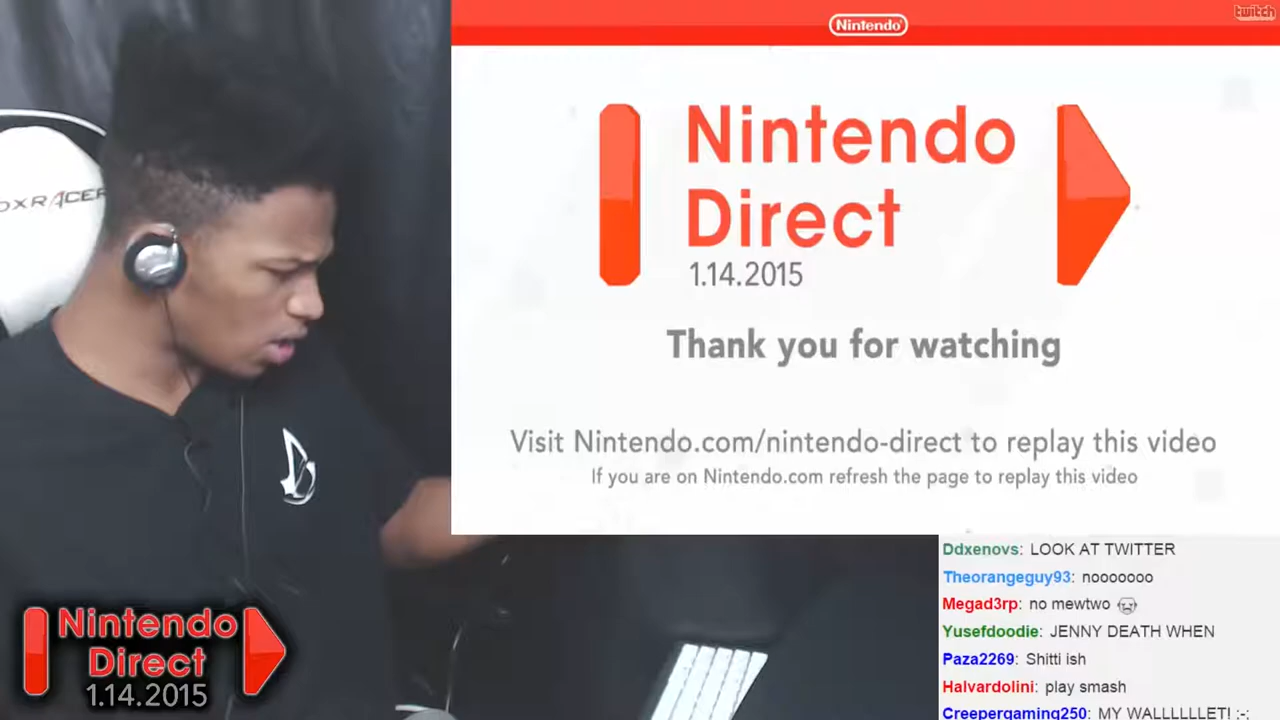 Nintendo
twitch
DXRACER
Nintendo
Direct
1.14.2015
Thank you for watching
Visit Nintendo.com/nintendo-direct to replay this video
If you are on Nintendo.com refresh the page to replay this video
Ddxenovs: LOOK AT TWITTER
Theorangeguy93: nooooooo
Megad3rp: no mewtwo
Yusefdoodie: JENNY DEATH WHEN
Paza2269: Shitti ish
Halvardolini: play smash
Creepergaming250: MY WALLLLLLET! :-;
Nintendo
Direct
1.14.2015